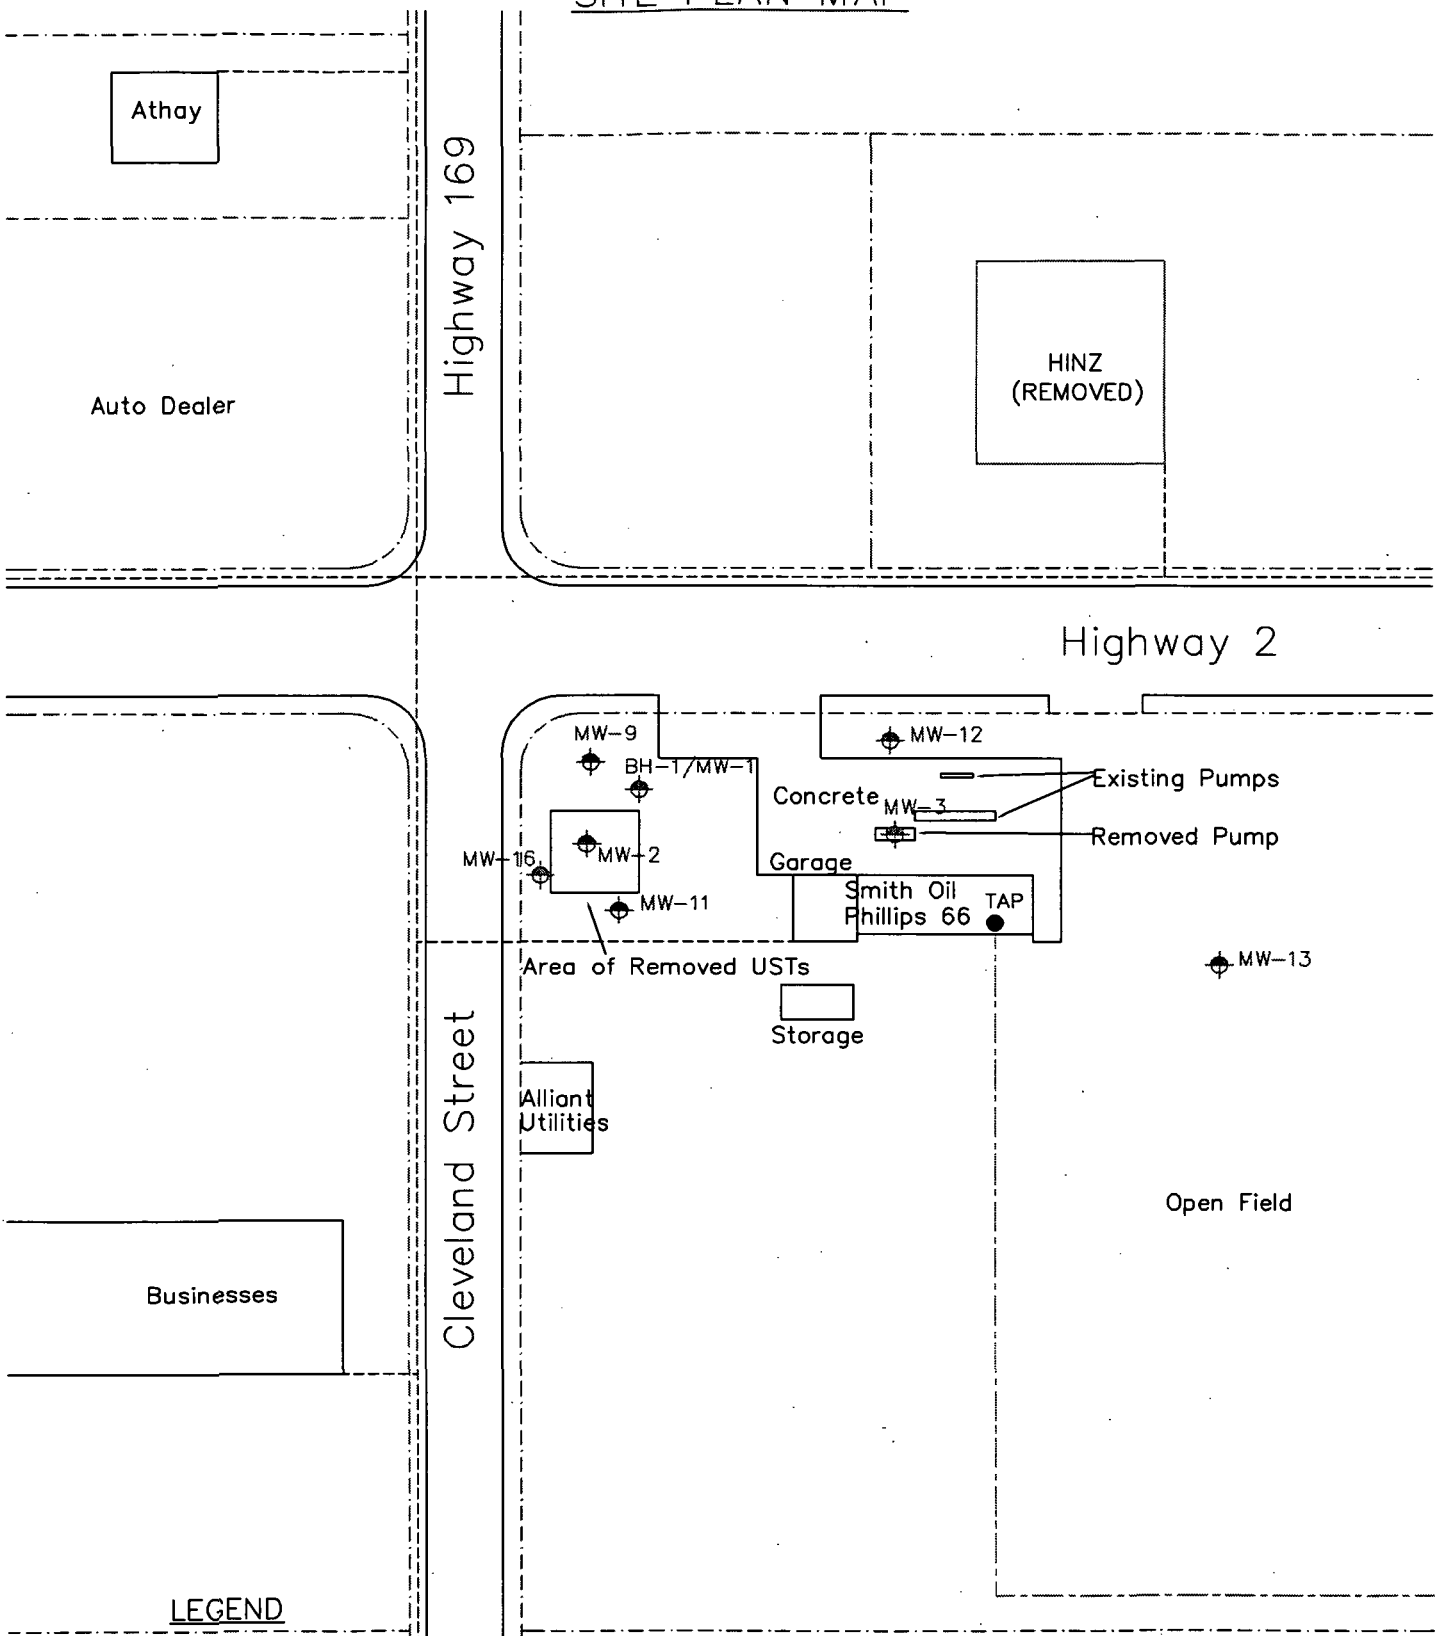 SITE PLAN MAP
Athay
Highway 169
HINZ
(REMOVED)
Auto Dealer
Highway 2
MW-9
MW-12
BH-1/MW-1
Existing Pumps
Concrete
MW-3
Removed Pump
MW-16
MW-2
Garage
Smith Oil
Phillips 66
TAP
MW-11
MW-13
Area of Removed USTs
Storage
Cleveland Street
Alliant
Utilities
Open Field
Businesses
LEGEND